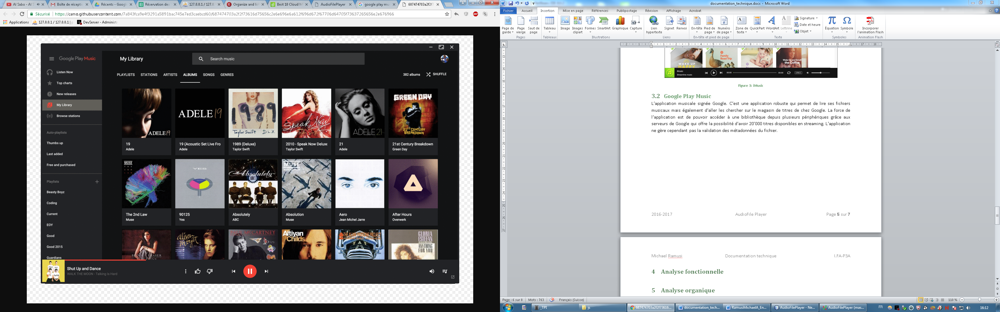 Al Sabo - Al S
Boîte de récepti
Récents - Googl
Réservation des
127.0.0.1 / 127.0
Organize and lis
Best 10 Cloud M
AudioFilePlayer
google play mu
687474703a2f2f7
Sécurisé
https://camo.githubusercontent.com/7a843fca9e4f3291a5891bac745e7ed3caebcd60/687474703a2f2f73616d75656c2e6e696e6a612f696d672f67706d64705f73637265656e2e676966
Applications
127.0.0.1 / 127.0.0.1 | p
DevServer - Administr
Google Play Music
My Library
Search music
PLAYLISTS
STATIONS
ARTISTS
ALBUMS
SONGS
GENRES
382 albums
SHUFFLE
Listen Now
Top charts
New releases
My Library
Browse stations
Auto-playlists
Thumbs up
Last added
Free and purchased
Playlists
Beasty Boyz
Coding
Current
EOY
Good
Good 2015
Guardians
ADELE 19
ADELE 19
1989
Taylor Swift D.L.X.
Speak Now
Taylor Swift
ADELE 21
GREEN DAY
21ST CENTURY BREAKDOWN
19
Adele
19 (Acoustic Set Live Fro
Adele
1989 (Deluxe)
Taylor Swift
2010 - Speak Now Deluxe
Taylor Swift
21
Adele
21st Century Breakdown
Green Day
MUSE
YES
Absolutely
ABC
MUSE
ABSOLUTION
The 2nd Law
Muse
90125
Yes
Absolutely
ABC
Absolution
Muse
Aero
Jean Michel Jarre
After Hours
Overwerk
BROOKE FRASER
alison moyet
PAUL McCARTNEY
Altiyan Childs
THE ALAN PARSONS PROJECT
GLORIA ESTEFAN
ANYTHING FOR YOU
Shut Up and Dance
WALK THE MOON - Talking Is Hard
documentation_technique.docx - Microsoft Word
Fichier
Accueil
Insertion
Mise en page
Références
Publipostage
Révision
Affichage
Acrobat
Page de garde
Page vierge
Saut de page
Pages
Tableau
Tableaux
Image
Images clipart
Formes
SmartArt
Graphique
Capture
Illustrations
Lien hypertexte
Signet
Renvoi
Liens
En-tête
Pied de page
Numéro de page
En-tête et pied de page
Zone de texte
QuickPart
WordArt
Lettrine
Signature
Date et heure
Objet
Texte
Équation
Symbole
Symboles
Incorporer l'animation Flash
Animation Flash
WAKE UP HAPPY
Family Road Trip
Wake Up and Smell the Coffee
iMusic
Streamline music
00:00
00:00
LYRICS
Figure 3: iMusic
3.2 Google Play Music
L'application musicale signée Google. C'est une application robuste qui permet de lire ses fichiers
musicaux mais également d'aller les chercher sur le magasin de titres de chez Google. La force de
l'application est de pouvoir accéder à une bibliothèque depuis plusieurs périphériques grâce aux
serveurs de Google qui offre la possibilité d'avoir 20'000 titres disponibles en streaming. L'application
ne gère cependant pas la validation des métadonnées du fichier.
2016-2017
AudioFile Player
Page 5 sur 7
Michael Ramusi
Documentation technique
I.FA-P3A
4 Analyse fonctionnelle
5 Analyse organique
Page : 6 sur 8
Mots : 763
Français (Suisse)
110 %
_TPI
js
687474703a2f2f73616...
documentation_tech...
RamusiMichaelA_En...
AudioFilePlayer - Ne...
AudioFilePlayer (mas...
FR
16:12